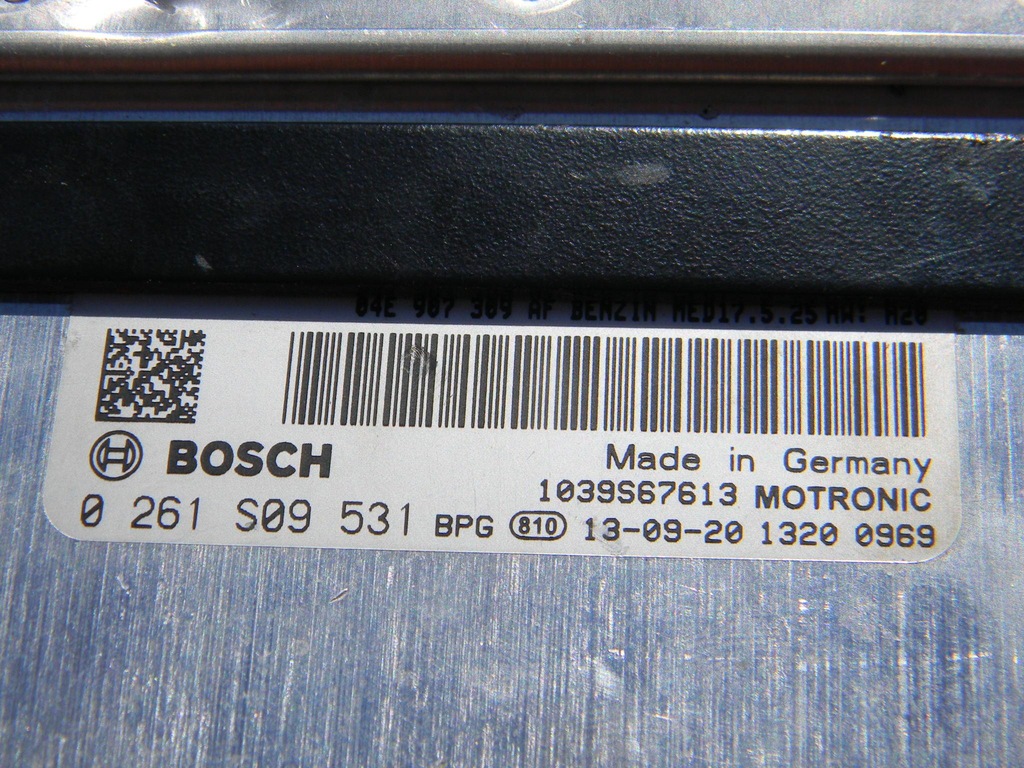 04E 907 309 AF BENZIN MED17.5.25 HW: H20
BOSCH
Made in Germany
1039S67613 MOTRONIC
0 261 S09 531 BPG 810 13-09-20 1320 0969